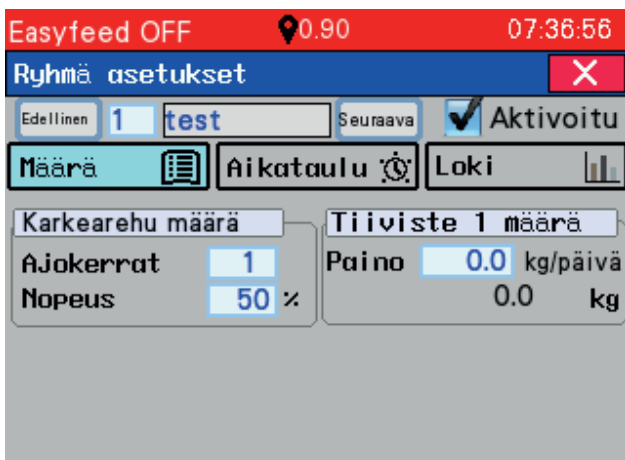 Easyfeed OFF 0.90 07:36:56
Ryhmä asetukset
Edellinen 1 test Seuraava Aktivoitu
Määrä Aikataulu Loki
Karkearehu määrä Tiiviste 1 määrä
Ajokerrat 1 Paino 0.0 kg/päivä
Nopeus 50 % 0.0 kg